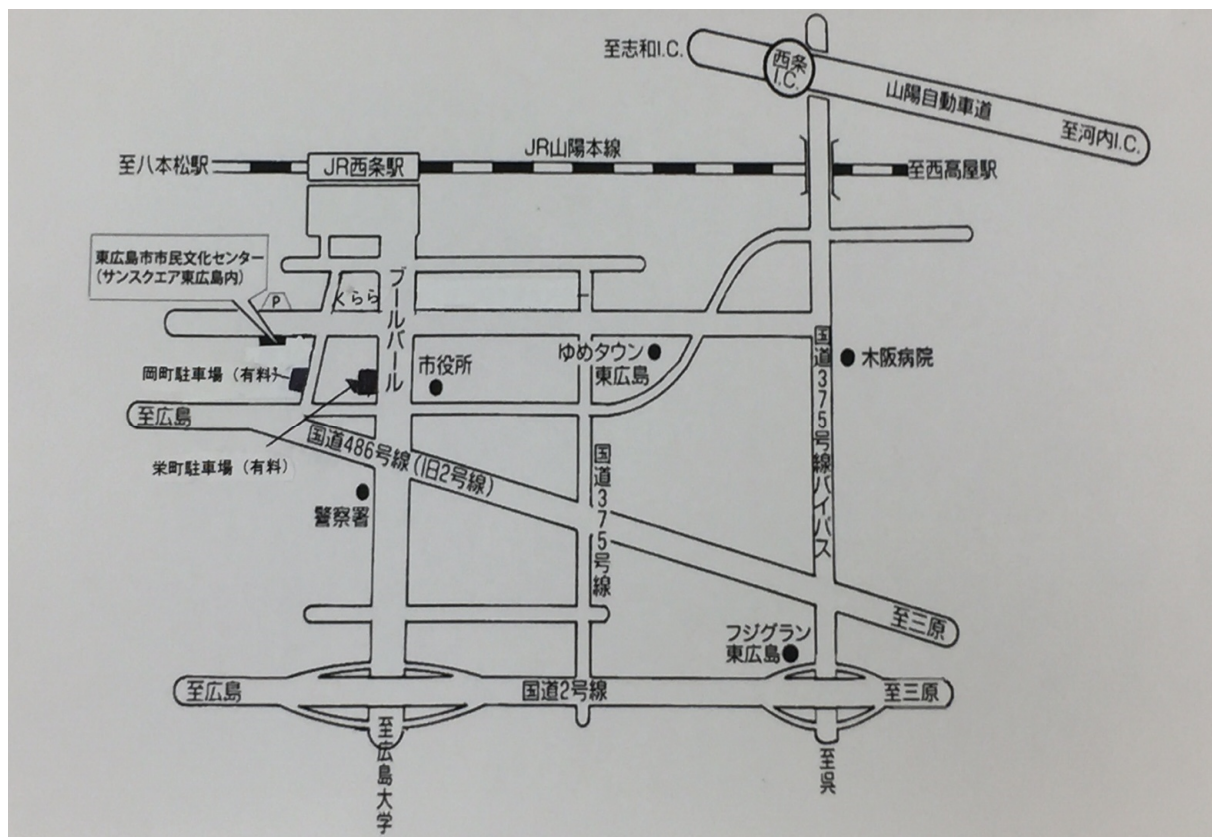 至志和I.C.
西条
I.C.
山陽自動車道
至河内I.C.
JR山陽本線
至八本松駅
JR西条駅
至西高屋駅
東広島市市民文化センター
(サンスクエア東広島内)
P
くらら
ブールバール
国道375号線バイパス
ゆめタウン
東広島
木阪病院
市役所
岡町駐車場(有料)
至広島
国道486号線(旧2号線)
栄町駐車場(有料)
国道375号線
警察署
至三原
フジグラン
東広島
至広島
国道2号線
至三原
至広島大学
至呉